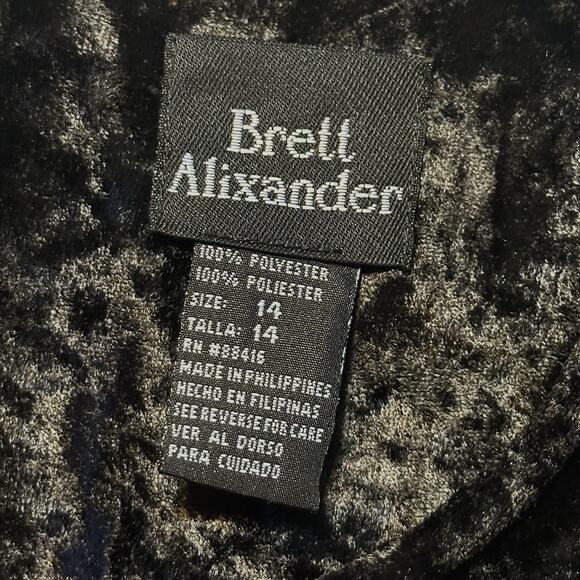 Brett
Alixander
100% POLYESTER
100% POLIESTER
SIZE: 14
TALLA: 14
RN #88416
MADE IN PHILIPPINES
HECHO EN FILIPINAS
SEE REVERSE FOR CARE
VER AL DORSO
PARA CUIDADO